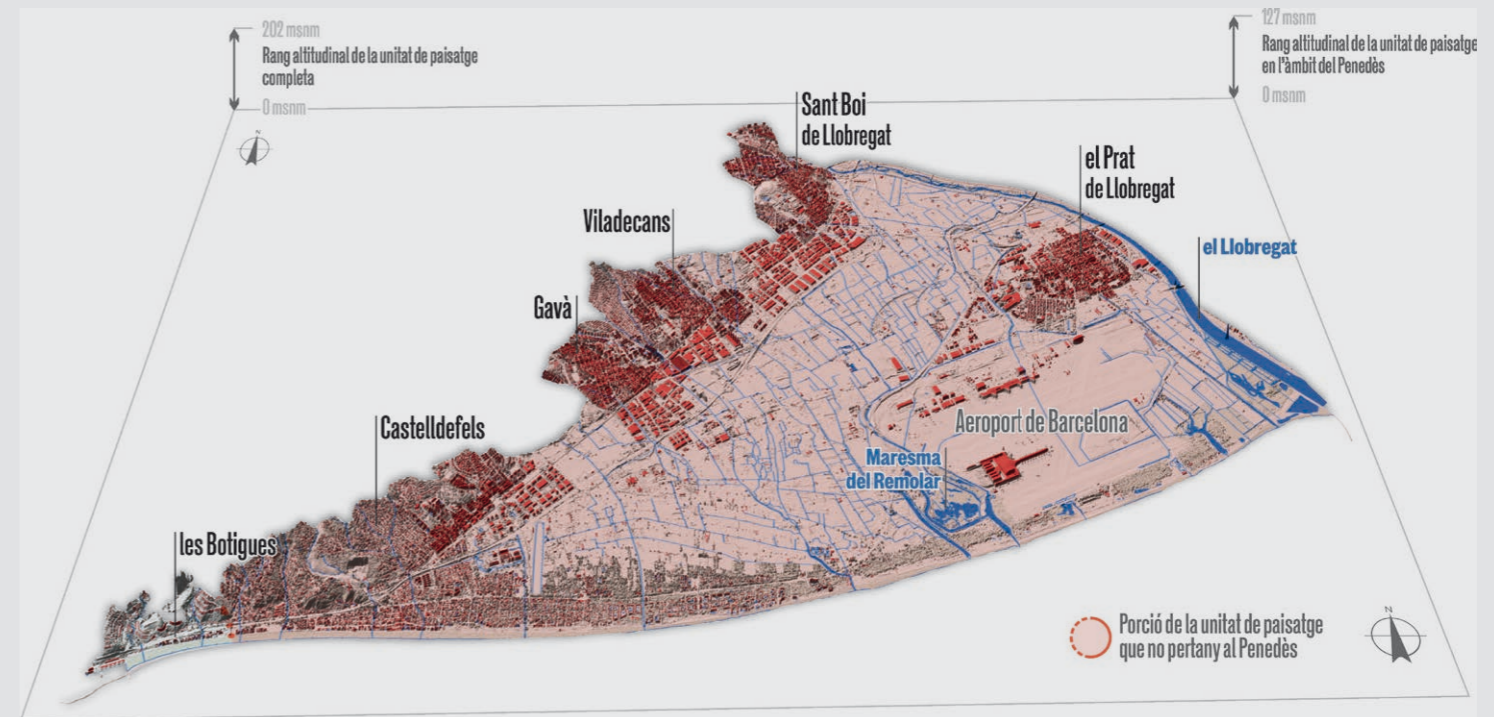 202 msnm
Rang altitudinal de la unitat de paisatge
completa
0 msnm
127 msnm
Rang altitudinal de la unitat de paisatge
en l'àmbit del Penedès
0 msnm
N
Sant Boi
de Llobregat
el Prat
de Llobregat
Viladecans
el Llobregat
Gavà
Aeroport de Barcelona
Castelldefels
Maresma
del Remolar
les Botigues
Porció de la unitat de paisatge
que no pertany al Penedès
N